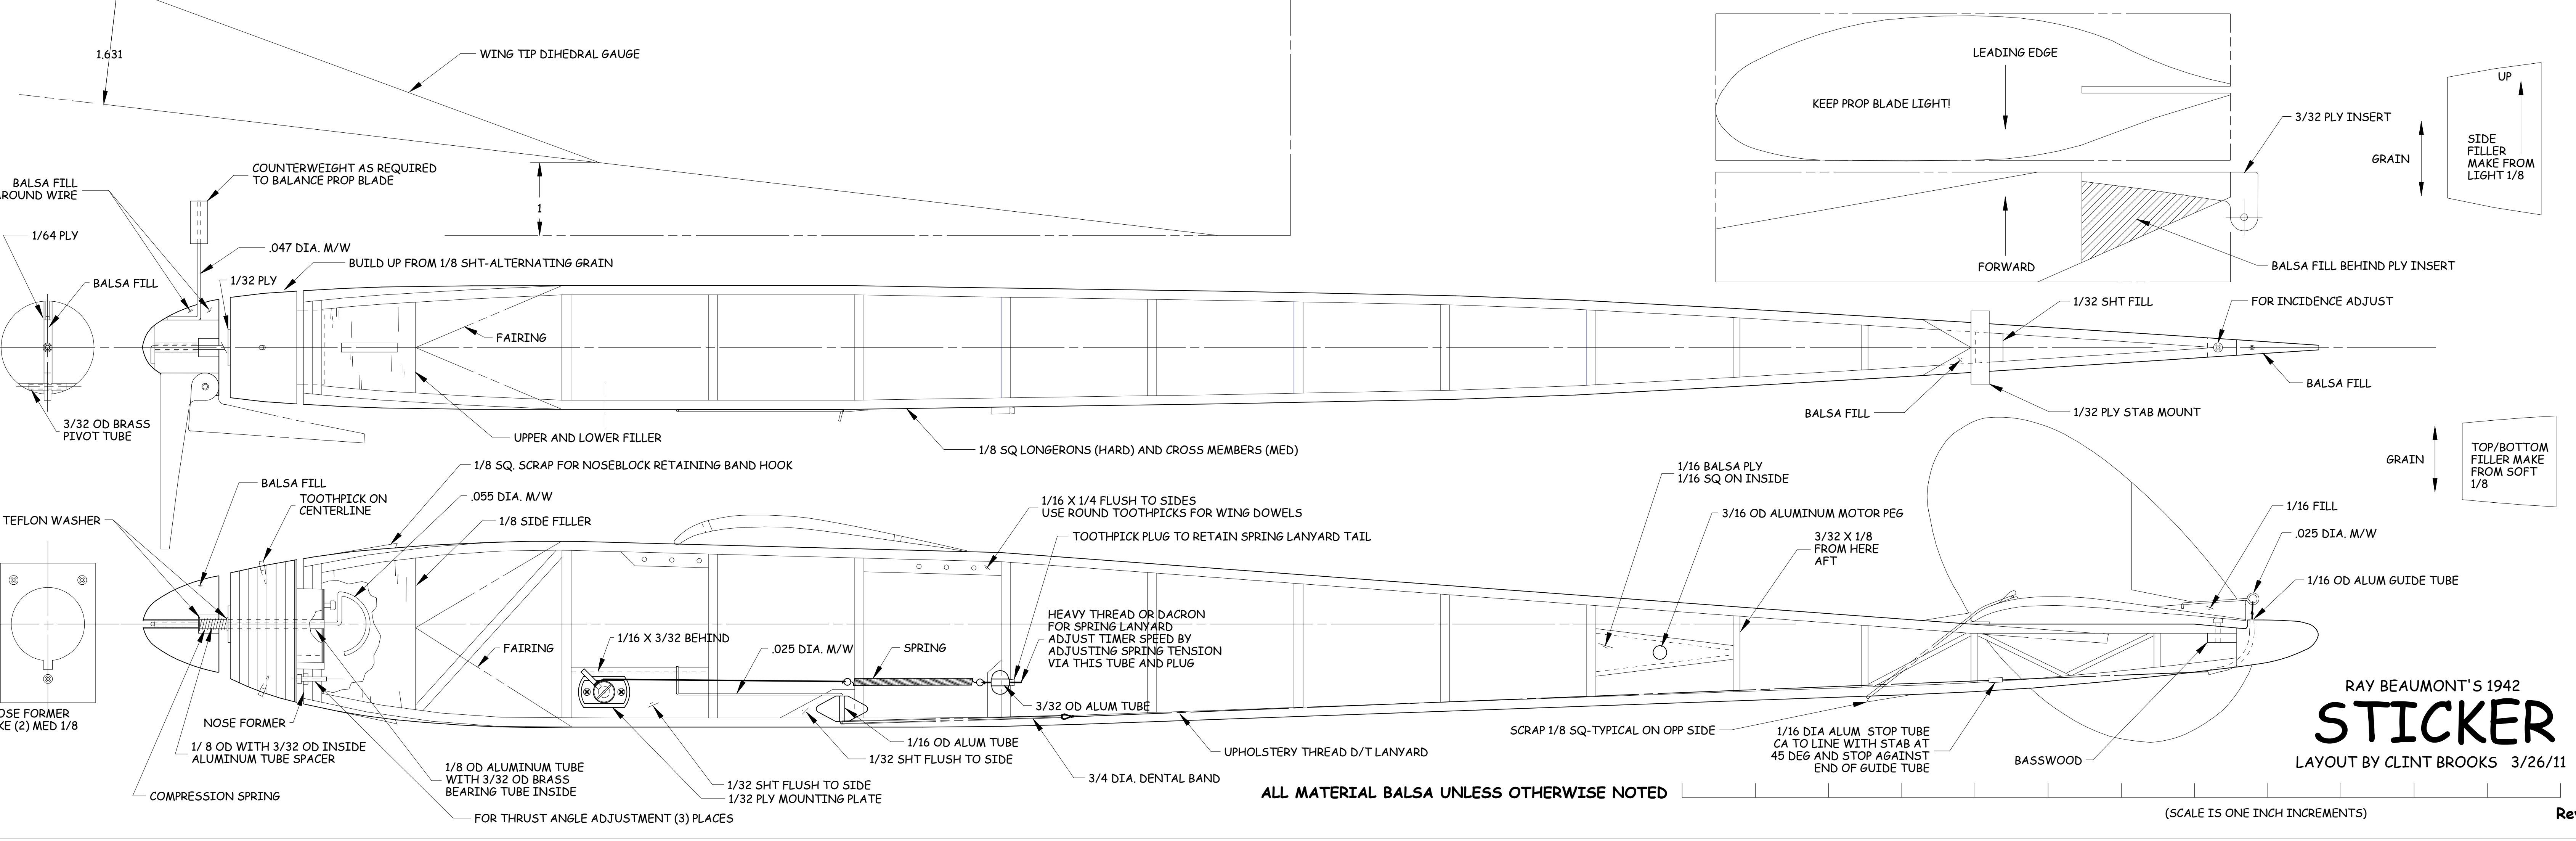 1.631
WING TIP DIHEDRAL GAUGE
1
LEADING EDGE
KEEP PROP BLADE LIGHT!
3/32 PLY INSERT
GRAIN
UP
SIDE
FILLER
MAKE FROM
LIGHT 1/8
FORWARD
BALSA FILL BEHIND PLY INSERT
COUNTERWEIGHT AS REQUIRED
TO BALANCE PROP BLADE
BALSA FILL
AROUND WIRE
1/64 PLY
BALSA FILL
.047 DIA. M/W
BUILD UP FROM 1/8 SHT-ALTERNATING GRAIN
1/32 PLY
FAIRING
3/32 OD BRASS
PIVOT TUBE
UPPER AND LOWER FILLER
1/8 SQ LONGERONS (HARD) AND CROSS MEMBERS (MED)
1/32 SHT FILL
FOR INCIDENCE ADJUST
BALSA FILL
BALSA FILL
1/32 PLY STAB MOUNT
GRAIN
TOP/BOTTOM
FILLER MAKE
FROM SOFT
1/8
1/8 SQ. SCRAP FOR NOSEBLOCK RETAINING BAND HOOK
BALSA FILL
TOOTHPICK ON
CENTERLINE
.055 DIA. M/W
TEFLON WASHER
1/8 SIDE FILLER
1/16 X 1/4 FLUSH TO SIDES
USE ROUND TOOTHPICKS FOR WING DOWELS
TOOTHPICK PLUG TO RETAIN SPRING LANYARD TAIL
1/16 BALSA PLY
1/16 SQ ON INSIDE
3/16 OD ALUMINUM MOTOR PEG
3/32 X 1/8
FROM HERE
AFT
1/16 FILL
.025 DIA. M/W
1/16 OD ALUM GUIDE TUBE
HEAVY THREAD OR DACRON
FOR SPRING LANYARD
ADJUST TIMER SPEED BY
ADJUSTING SPRING TENSION
VIA THIS TUBE AND PLUG
FAIRING
1/16 X 3/32 BEHIND
.025 DIA. M/W
SPRING
3/32 OD ALUM TUBE
OSE FORMER
KE (2) MED 1/8
NOSE FORMER
1/ 8 OD WITH 3/32 OD INSIDE
ALUMINUM TUBE SPACER
COMPRESSION SPRING
1/8 OD ALUMINUM TUBE
WITH 3/32 OD BRASS
BEARING TUBE INSIDE
FOR THRUST ANGLE ADJUSTMENT (3) PLACES
1/32 SHT FLUSH TO SIDE
1/32 PLY MOUNTING PLATE
1/16 OD ALUM TUBE
1/32 SHT FLUSH TO SIDE
3/4 DIA. DENTAL BAND
UPHOLSTERY THREAD D/T LANYARD
SCRAP 1/8 SQ-TYPICAL ON OPP SIDE
1/16 DIA ALUM STOP TUBE
CA TO LINE WITH STAB AT
45 DEG AND STOP AGAINST
END OF GUIDE TUBE
BASSWOOD
RAY BEAUMONT'S 1942
STICKER
LAYOUT BY CLINT BROOKS 3/26/11
ALL MATERIAL BALSA UNLESS OTHERWISE NOTED
(SCALE IS ONE INCH INCREMENTS)
Rev